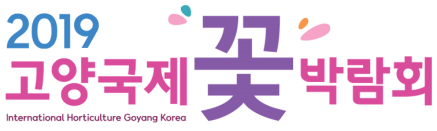 2019
고양국제꽃박람회
International Horticulture Goyang Korea